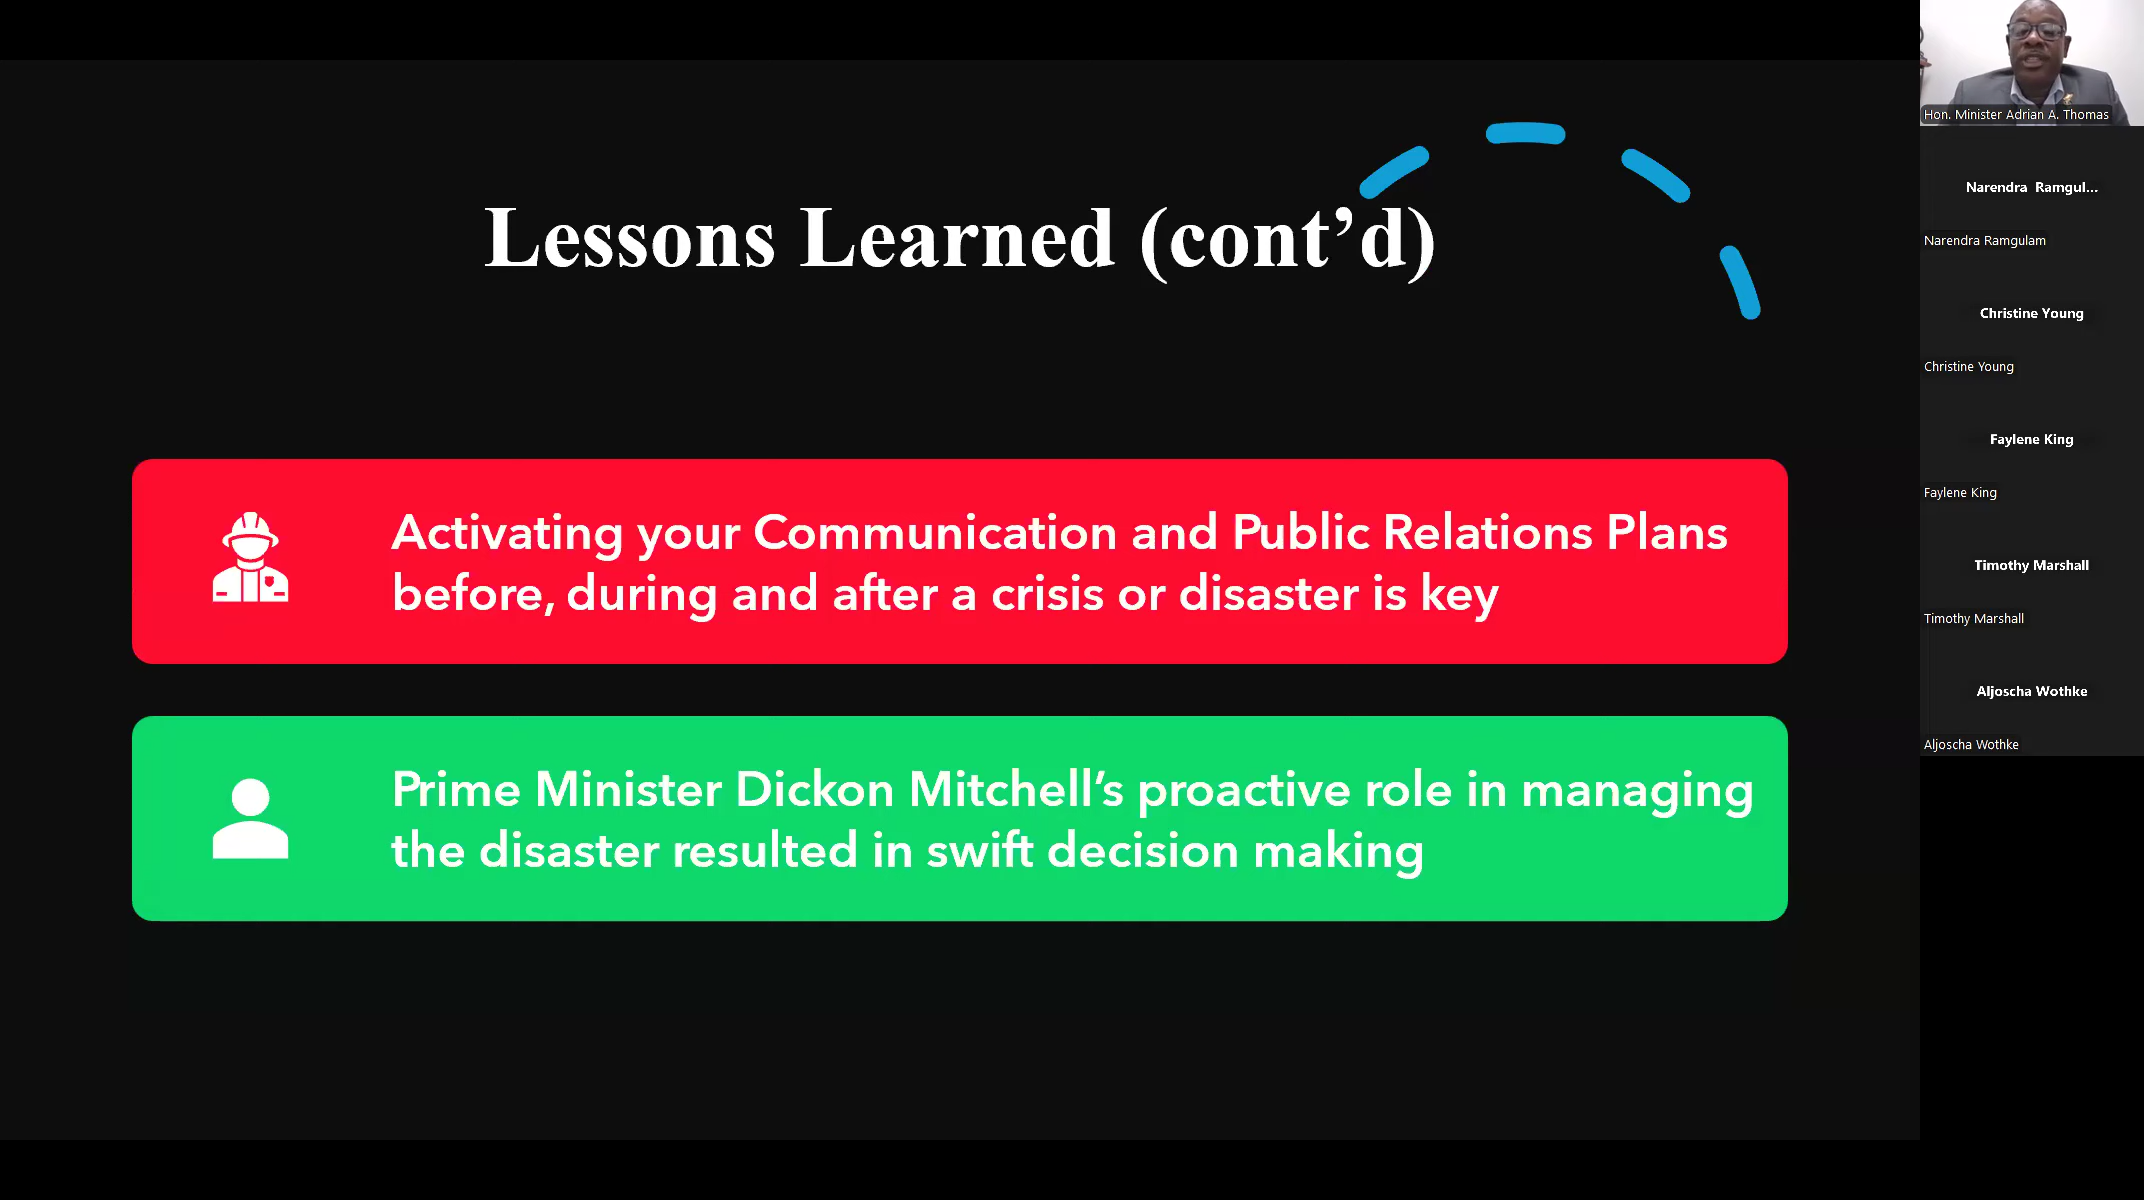 Lessons Learned (cont’d)
Activating your Communication and Public Relations Plans
before, during and after a crisis or disaster is key
Prime Minister Dickon Mitchell’s proactive role in managing
the disaster resulted in swift decision making
Hon. Minister Adrian A. Thomas
Narendra Ramgul...
Narendra Ramgulam
Christine Young
Christine Young
Faylene King
Faylene King
Timothy Marshall
Timothy Marshall
Aljoscha Wothke
Aljoscha Wothke